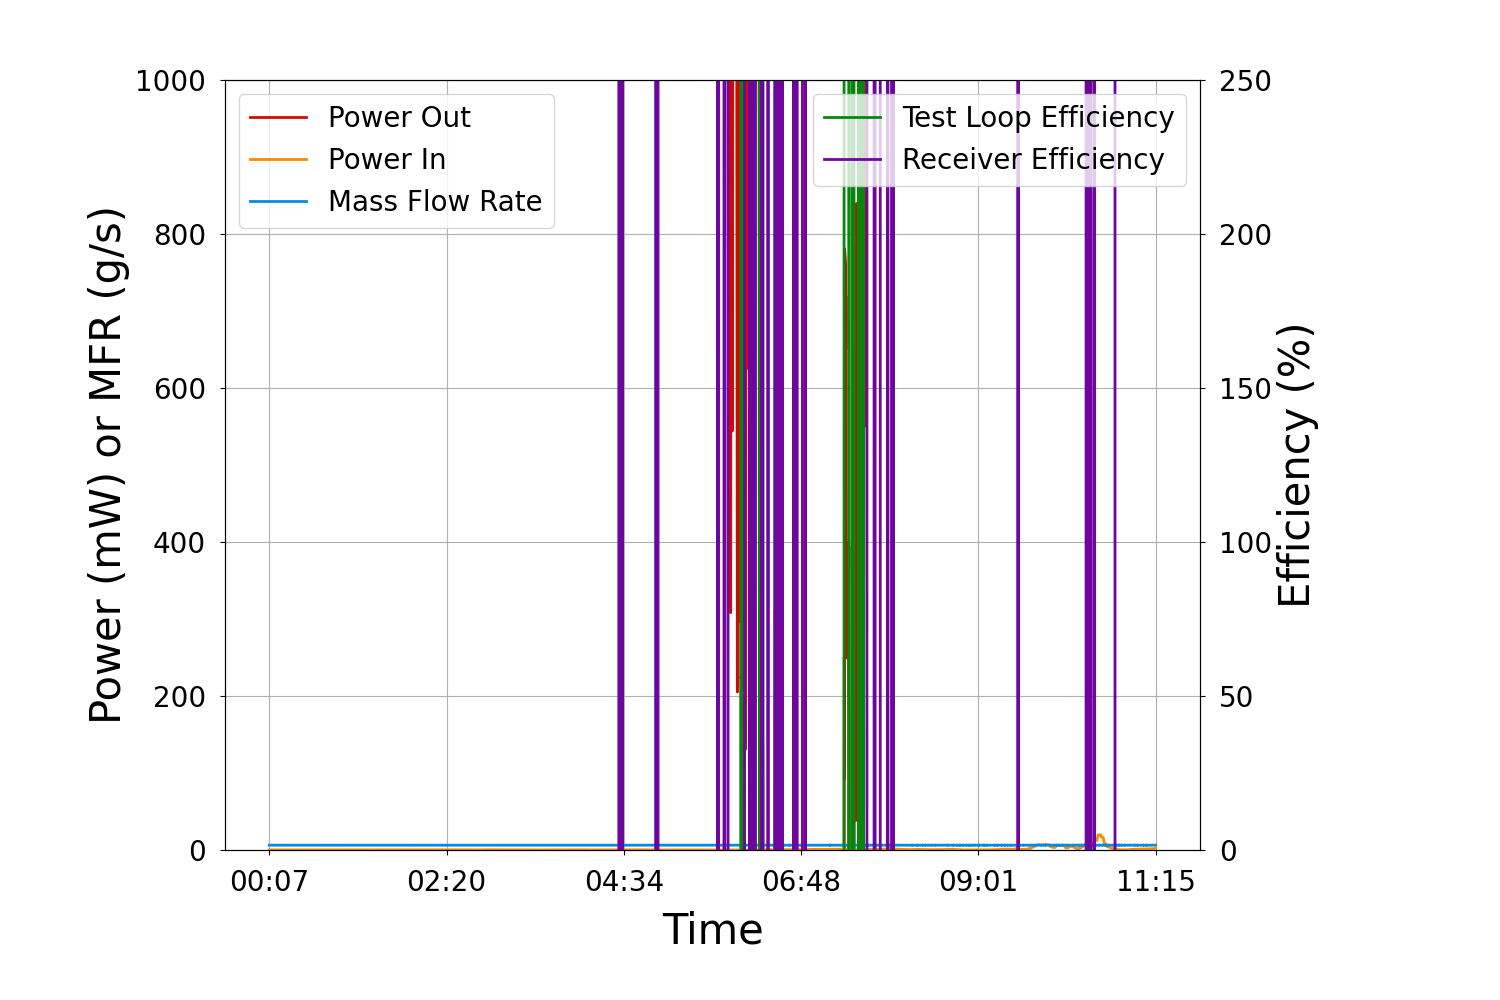 1000
800
600
400
200
0
Power (mW) or MFR (g/s)
Power Out
Power In
Mass Flow Rate
Test Loop Efficiency
Receiver Efficiency
250
200
150
100
50
0
Efficiency (%)
00:07 02:20 04:34 06:48 09:01 11:15
Time